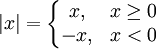 |x| = { x, x ≥ 0
−x, x < 0